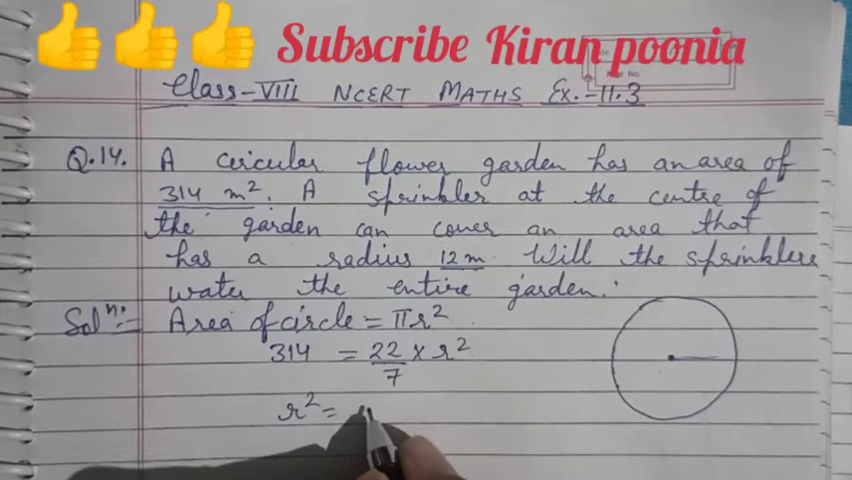 👍👍👍 Subscribe Kiran poonia
Class-VIII NCERT MATHS Ex.-11.3
Q.14. A circular flower garden has an area of
314 m². A sprinkler at the centre of
the garden can cover an area that
has a radius 12m. Will the sprinkler
water the entire garden.
Solⁿ:- Area of circle = πr²
314 = 22/7 × r²
r² =